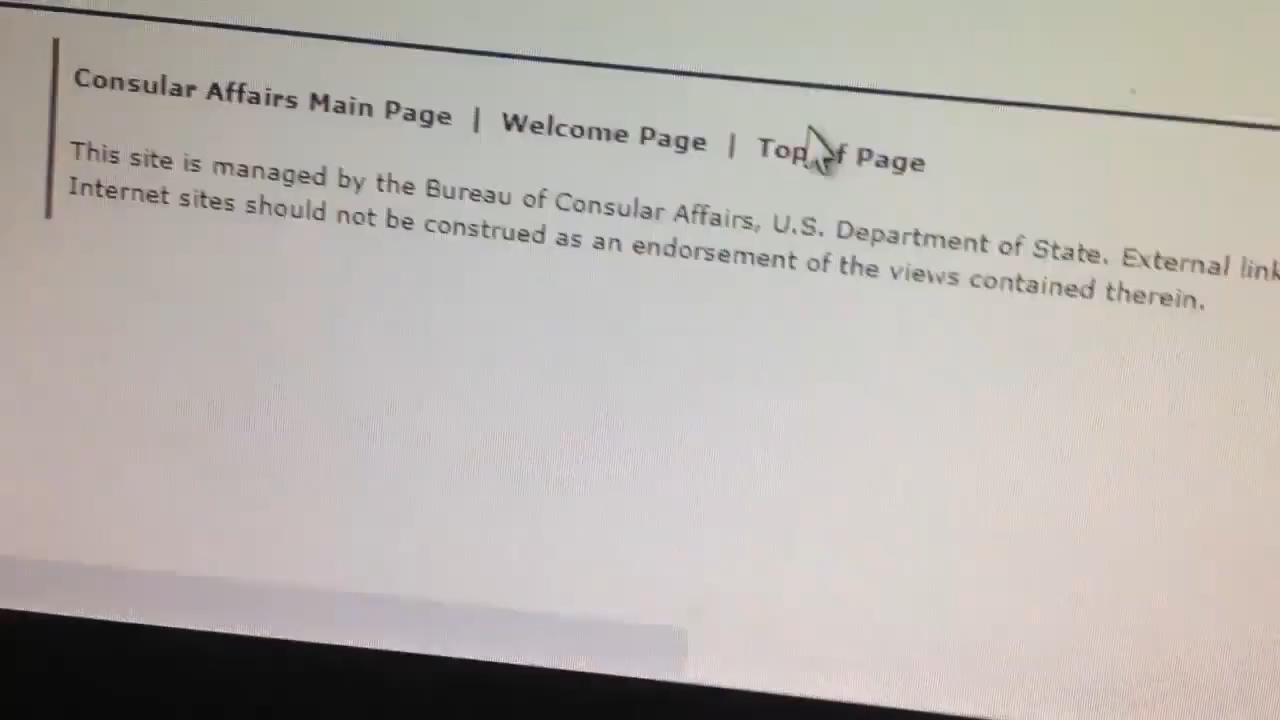 Consular Affairs Main Page | Welcome Page | Top of Page
This site is managed by the Bureau of Consular Affairs, U.S. Department of State. External link
Internet sites should not be construed as an endorsement of the views contained therein.